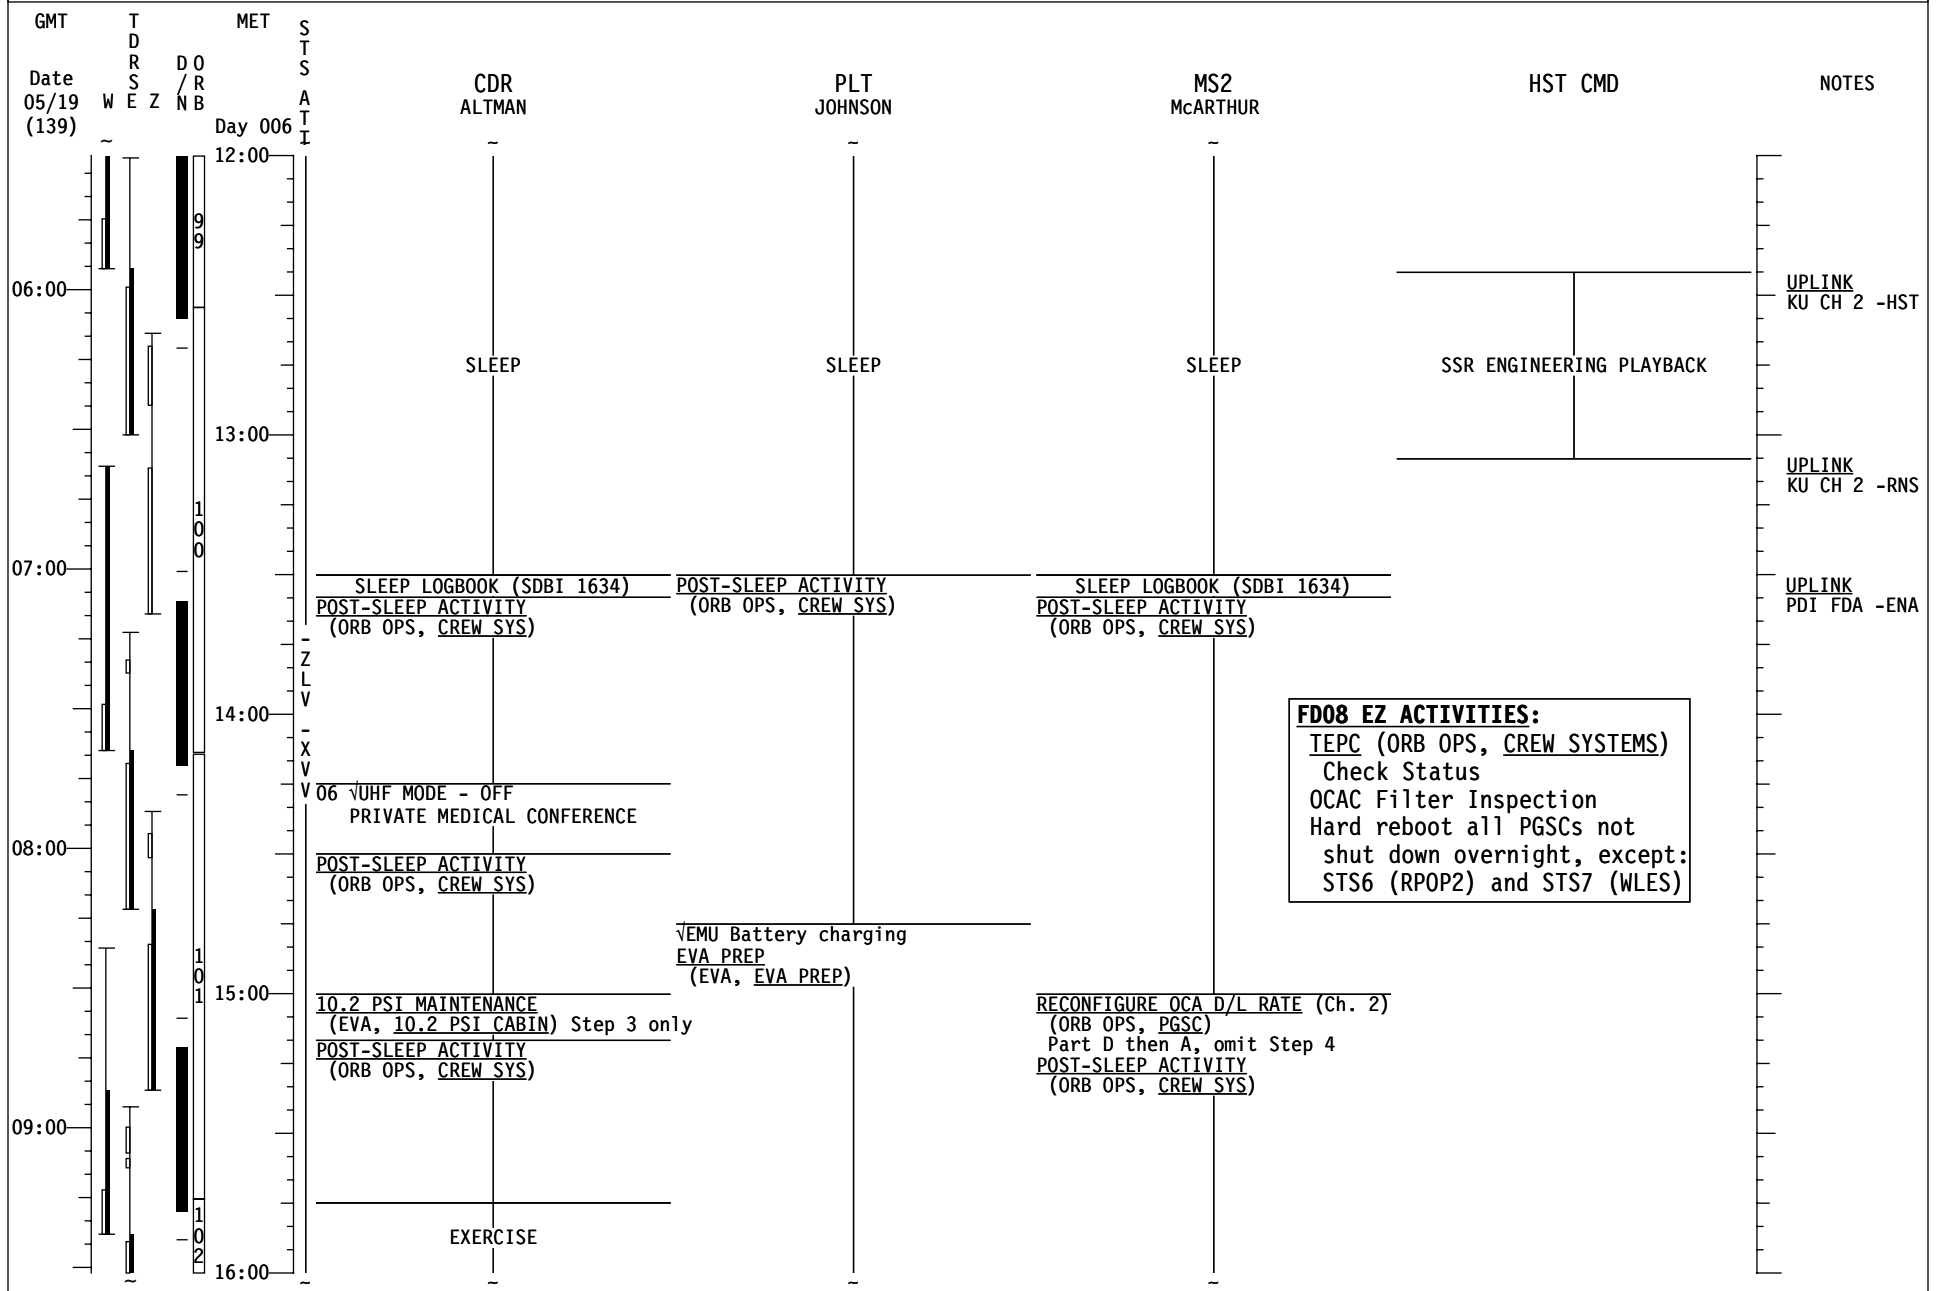 GMT
Date
05/19
(139)
TDRS
W E Z
D/N
ORB
MET
Day 006
STS ATT
CDR
ALTMAN
PLT
JOHNSON
MS2
McARTHUR
HST CMD
NOTES
~
~
~
~
12:00
99
06:00
UPLINK
KU CH 2 -HST
SLEEP
SLEEP
SLEEP
SSR ENGINEERING PLAYBACK
13:00
UPLINK
KU CH 2 -RNS
100
07:00
SLEEP LOGBOOK (SDBI 1634)
POST-SLEEP ACTIVITY
(ORB OPS, CREW SYS)
POST-SLEEP ACTIVITY
(ORB OPS, CREW SYS)
SLEEP LOGBOOK (SDBI 1634)
POST-SLEEP ACTIVITY
(ORB OPS, CREW SYS)
UPLINK
PDI FDA -ENA
-ZLV -XVV
14:00
FD08 EZ ACTIVITIES:
TEPC (ORB OPS, CREW SYSTEMS)
Check Status
OCAC Filter Inspection
Hard reboot all PGSCs not
shut down overnight, except:
STS6 (RPOP2) and STS7 (WLES)
06 √UHF MODE - OFF
PRIVATE MEDICAL CONFERENCE
08:00
POST-SLEEP ACTIVITY
(ORB OPS, CREW SYS)
√EMU Battery charging
EVA PREP
(EVA, EVA PREP)
101
15:00
10.2 PSI MAINTENANCE
(EVA, 10.2 PSI CABIN) Step 3 only
POST-SLEEP ACTIVITY
(ORB OPS, CREW SYS)
RECONFIGURE OCA D/L RATE (Ch. 2)
(ORB OPS, PGSC)
Part D then A, omit Step 4
POST-SLEEP ACTIVITY
(ORB OPS, CREW SYS)
09:00
102
EXERCISE
16:00
~
~
~
~
~